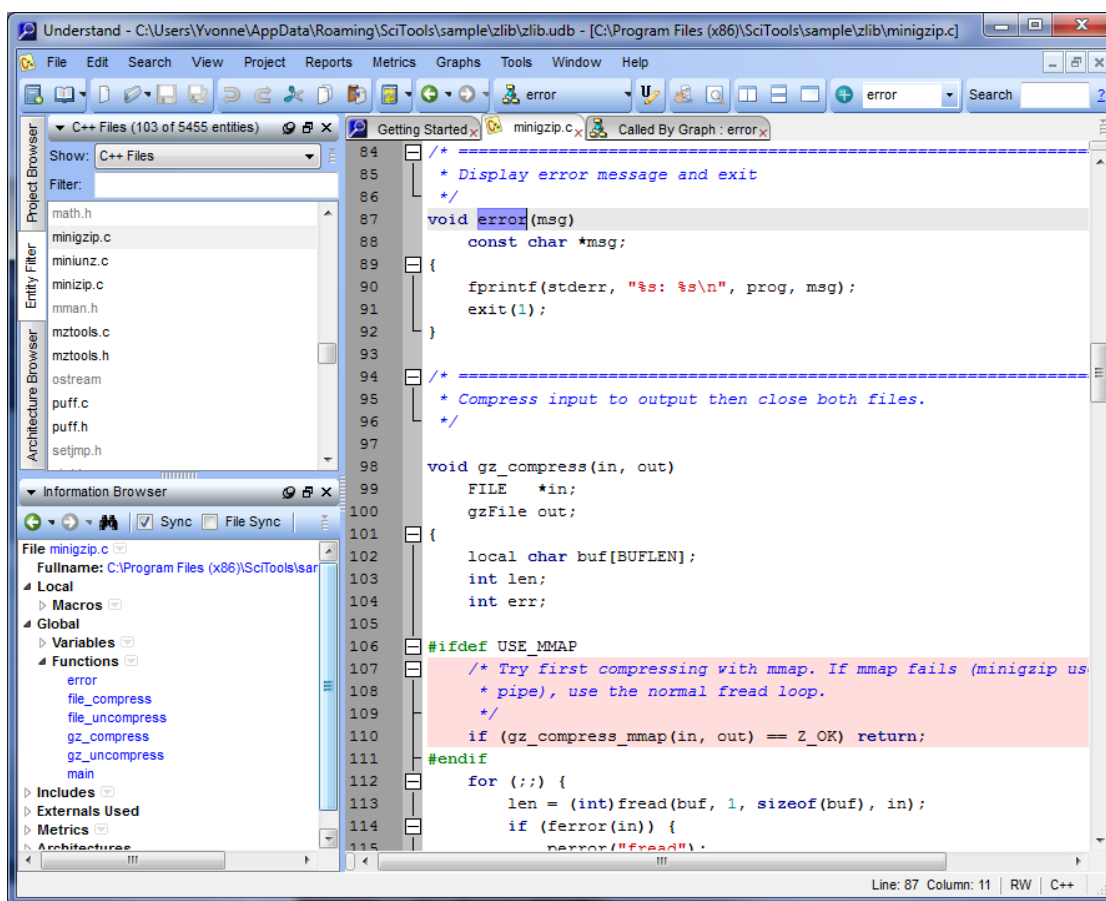 Understand - C:\Users\Yvonne\AppData\Roaming\SciTools\sample\zlib\zlib.udb - [C:\Program Files (x86)\SciTools\sample\zlib\minigzip.c]
File Edit Search View Project Reports Metrics Graphs Tools Window Help
error error Search
Project Browser
Entity Filter
Architecture Browser
C++ Files (103 of 5455 entities)
Show: C++ Files
Filter:
math.h
minigzip.c
miniunz.c
minizip.c
mman.h
mztools.c
mztools.h
ostream
puff.c
puff.h
setjmp.h
Information Browser
Sync File Sync
File minigzip.c
Fullname: C:\Program Files (x86)\SciTools\sar
Local
Macros
Global
Variables
Functions
error
file_compress
file_uncompress
gz_compress
gz_uncompress
main
Includes
Externals Used
Metrics
Architectures
Getting Started minigzip.c Called By Graph : error
84 /* ======================================================================
85 * Display error message and exit
86 */
87 void error(msg)
88 const char *msg;
89 {
90 fprintf(stderr, "%s: %s\n", prog, msg);
91 exit(1);
92 }
93
94 /* ======================================================================
95 * Compress input to output then close both files.
96 */
97
98 void gz_compress(in, out)
99 FILE *in;
100 gzFile out;
101 {
102 local char buf[BUFLEN];
103 int len;
104 int err;
105
106 #ifdef USE_MMAP
107 /* Try first compressing with mmap. If mmap fails (minigzip us
108 * pipe), use the normal fread loop.
109 */
110 if (gz_compress_mmap(in, out) == Z_OK) return;
111 #endif
112 for (;;) {
113 len = (int)fread(buf, 1, sizeof(buf), in);
114 if (ferror(in)) {
115 perror("fread");
Line: 87 Column: 11 RW C++